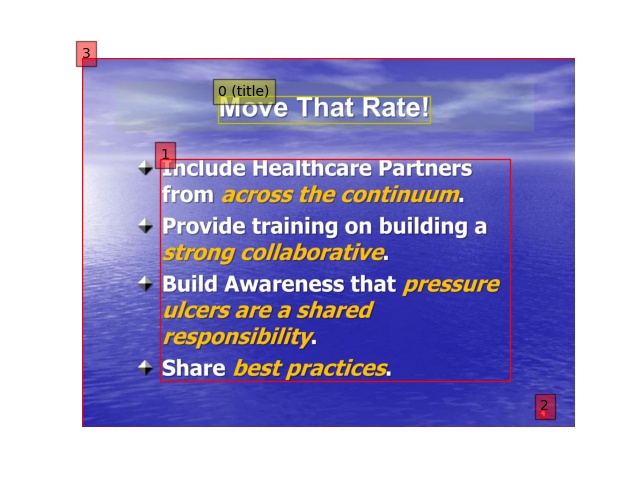 3
0 (title)
Move That Rate!
1
Include Healthcare Partners
from across the continuum.
Provide training on building a
strong collaborative.
Build Awareness that pressure
ulcers are a shared
responsibility.
Share best practices.
2